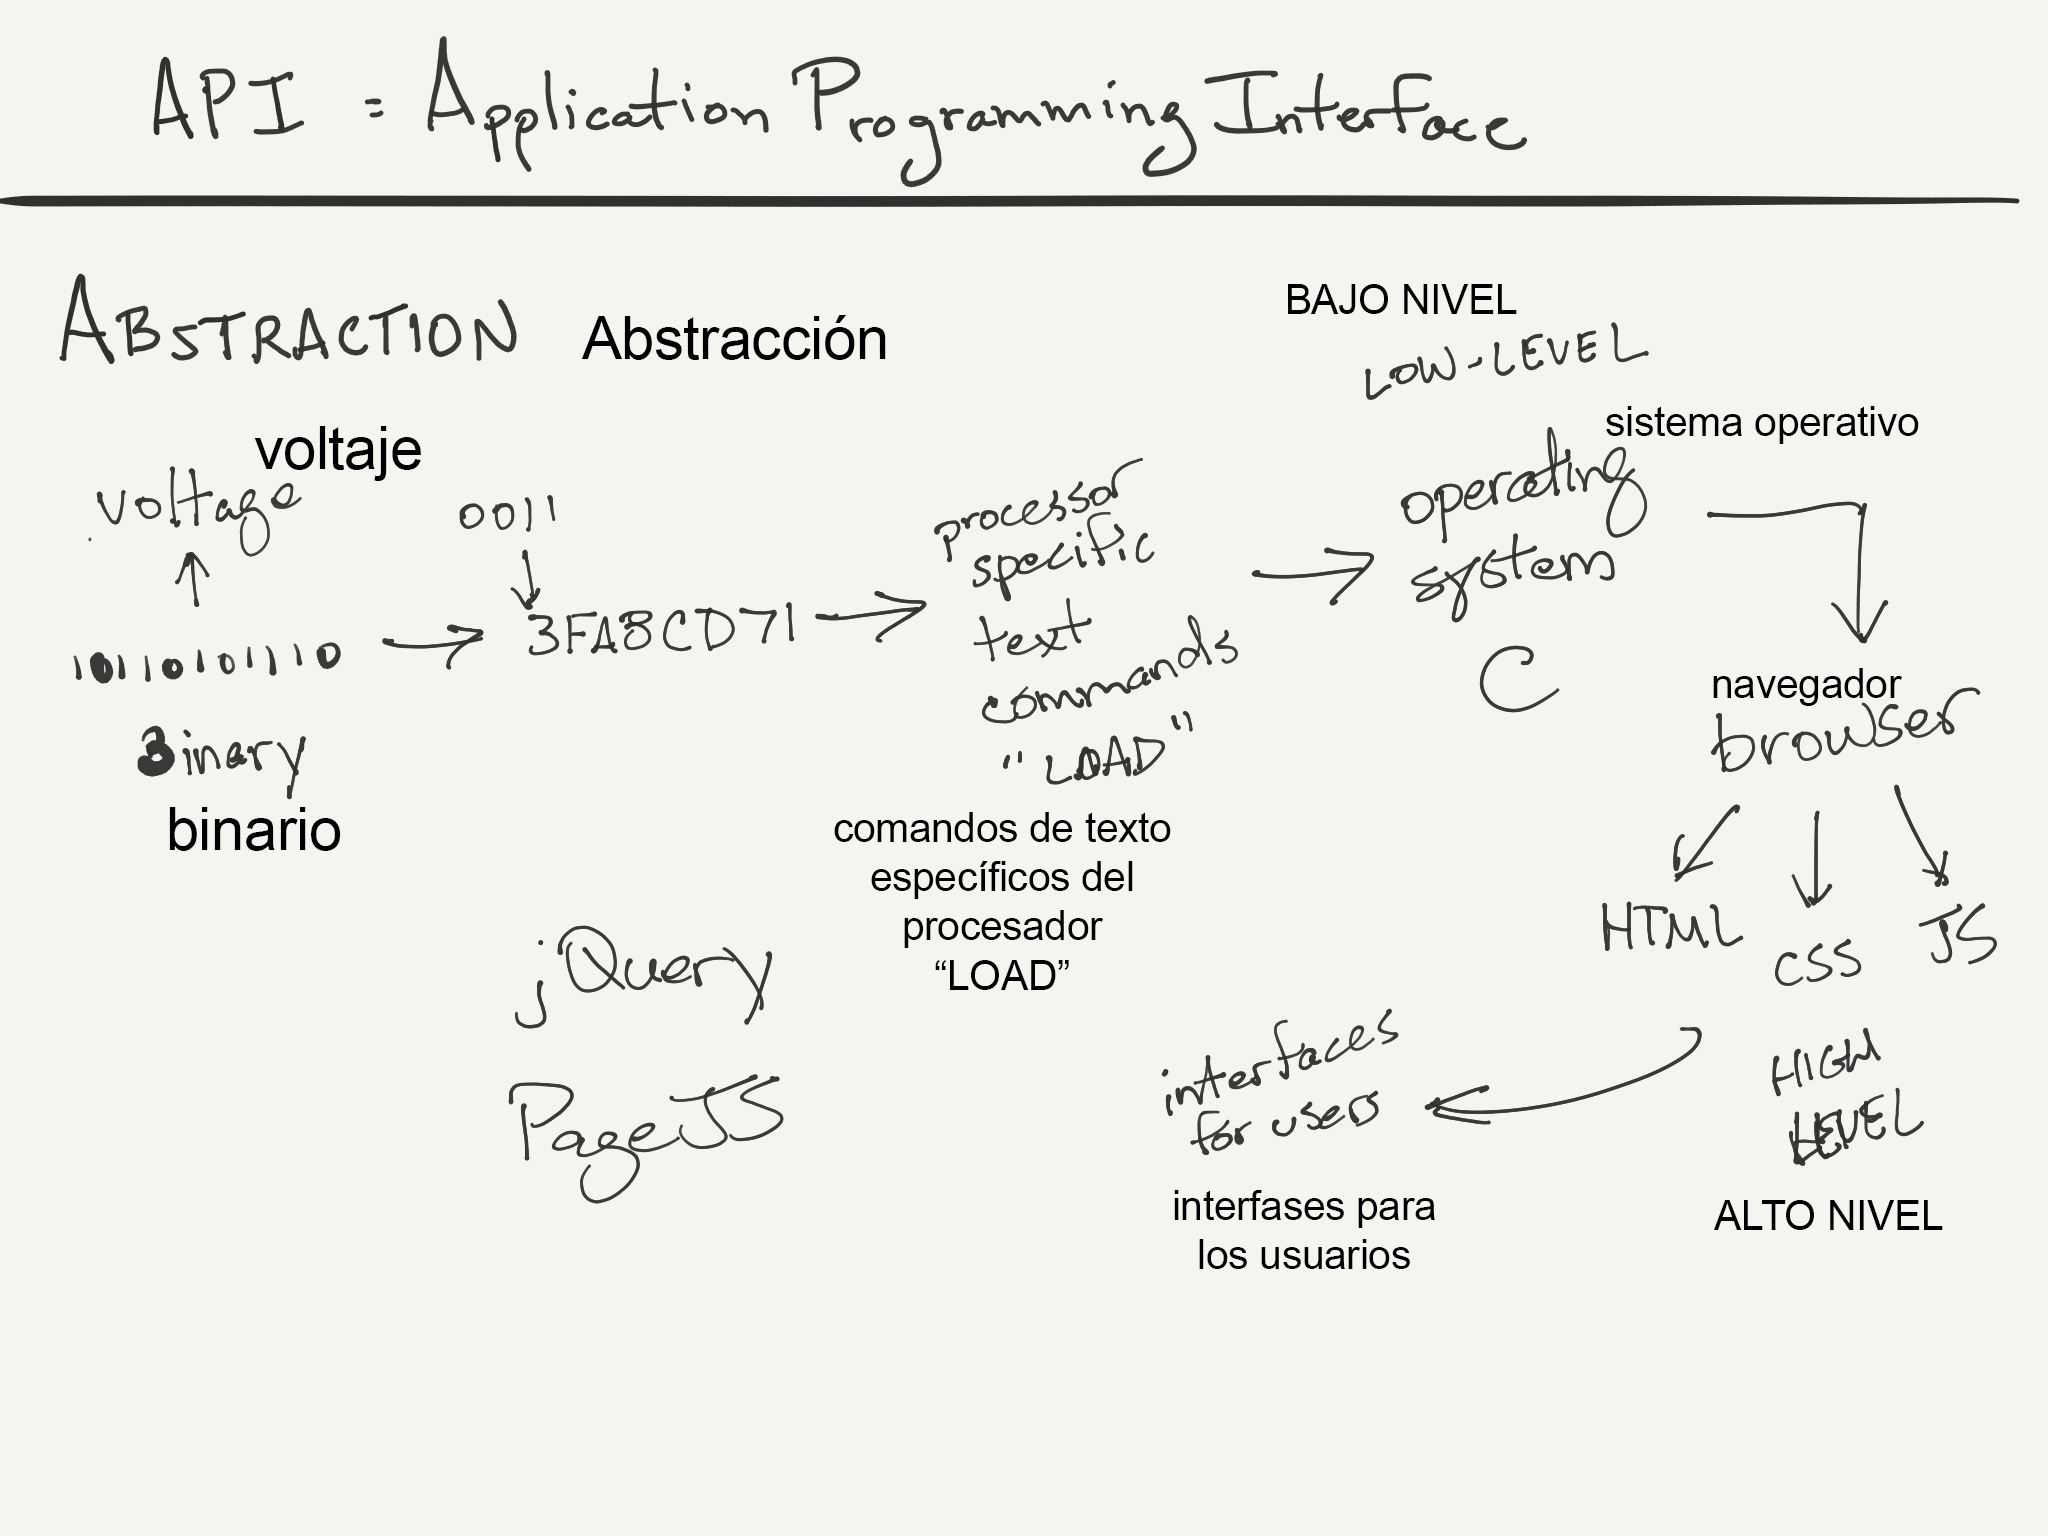 API = Application Programming Interface
ABSTRACTION Abstracción
BAJO NIVEL
LOW-LEVEL
voltaje
voltage
10110101110
Binary
binario
0011
3FA8CD71
processor
specific
text
commands
"LOAD"
comandos de texto
específicos del
procesador
“LOAD”
sistema operativo
operating
system
C
navegador
browser
HTML
CSS
JS
HIGH
LEVEL
ALTO NIVEL
interfaces
for users
interfases para
los usuarios
jQuery
PageJS